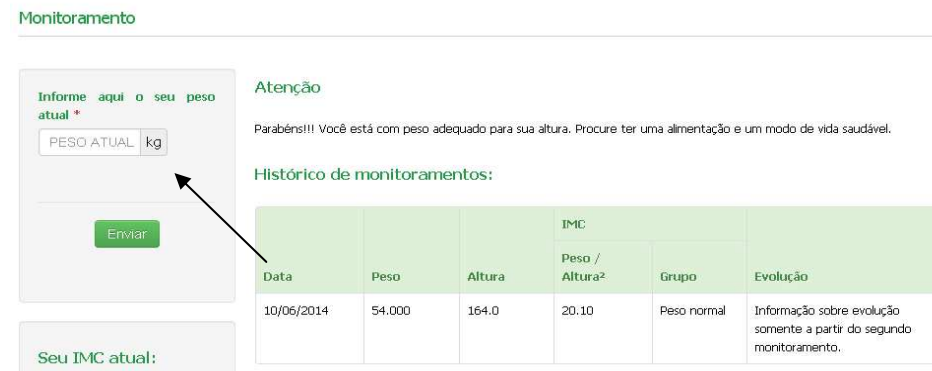 Monitoramento
Informe aqui o seu peso
atual *
PESO ATUAL kg
Enviar
Seu IMC atual:
Atenção
Parabéns!!! Você está com peso adequado para sua altura. Procure ter uma alimentação e um modo de vida saudável.
Histórico de monitoramentos:
IMC
Data Peso Altura Peso / Altura² Grupo Evolução
10/06/2014 54.000 164.0 20.10 Peso normal Informação sobre evolução
somente a partir do segundo
monitoramento.